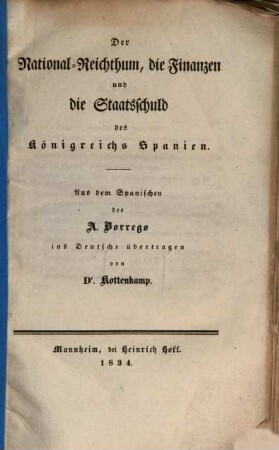 Der
National-Reichthum, die Finanzen
und
die Staatsschuld
des
Königreichs Spanien.
Aus dem Spanischen
des
A. Borrego
ins Deutsche übertragen
von
Dr. Kottenkamp.
Mannheim, bei Heinrich Hoff.
1834.